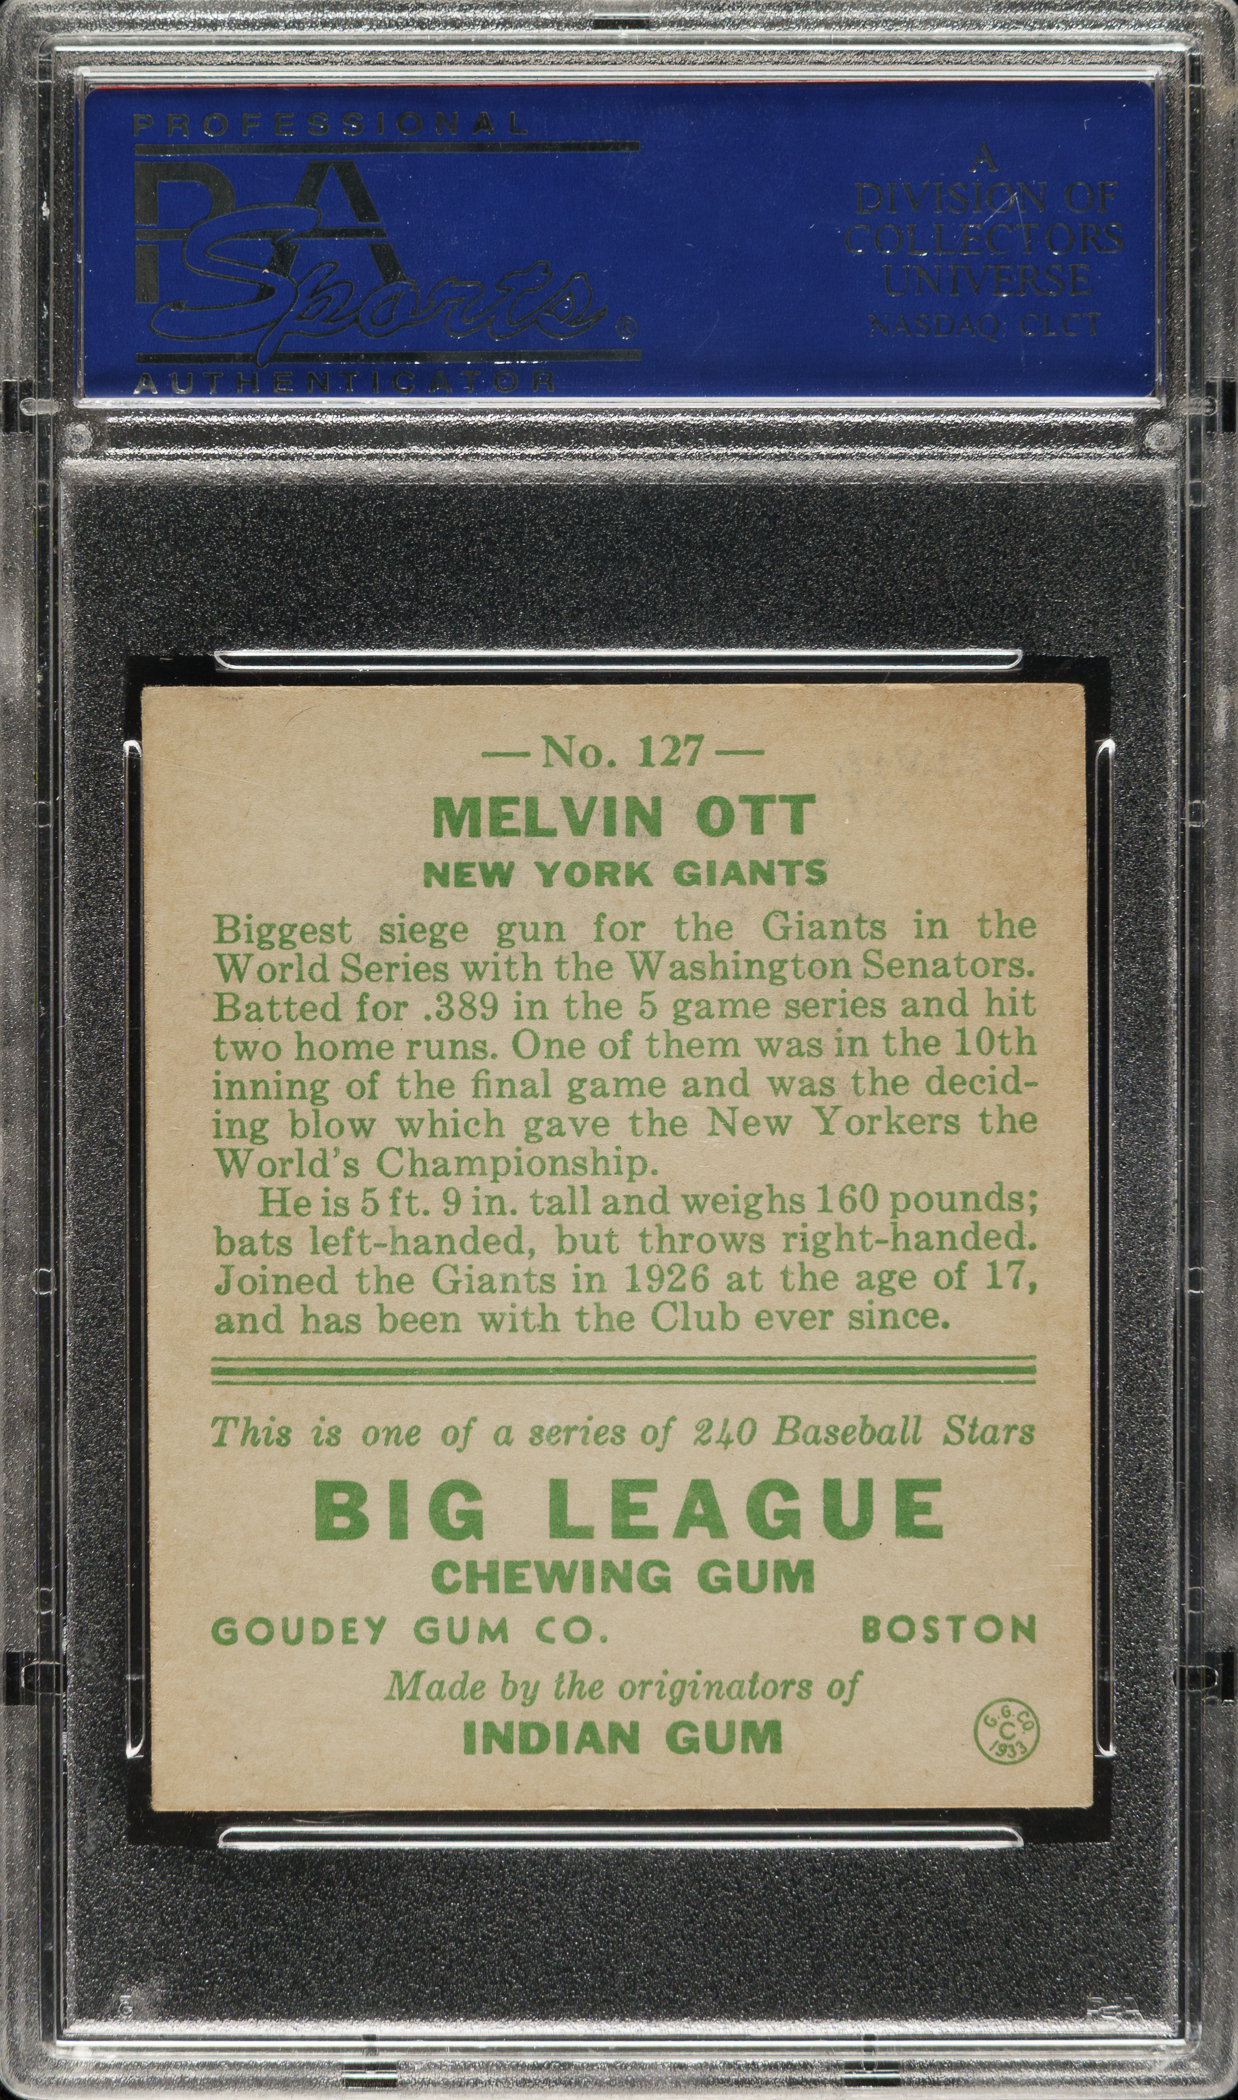 PROFESSIONAL
PSA
Sports®
AUTHENTICATOR
A
DIVISION OF
COLLECTORS
UNIVERSE
NASDAQ: CLCT
—No. 127—
MELVIN OTT
NEW YORK GIANTS
Biggest siege gun for the Giants in the
World Series with the Washington Senators.
Batted for .389 in the 5 game series and hit
two home runs. One of them was in the 10th
inning of the final game and was the decid-
ing blow which gave the New Yorkers the
World's Championship.
He is 5 ft. 9 in. tall and weighs 160 pounds;
bats left-handed, but throws right-handed.
Joined the Giants in 1926 at the age of 17,
and has been with the Club ever since.
This is one of a series of 240 Baseball Stars
BIG LEAGUE
CHEWING GUM
GOUDEY GUM CO. BOSTON
Made by the originators of
INDIAN GUM
G.G.CO.
C
1933
PSA